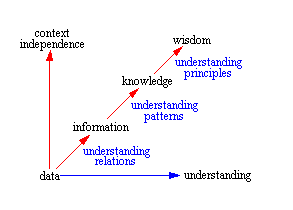 context
independence
wisdom
understanding
principles
knowledge
understanding
patterns
information
understanding
relations
data
understanding